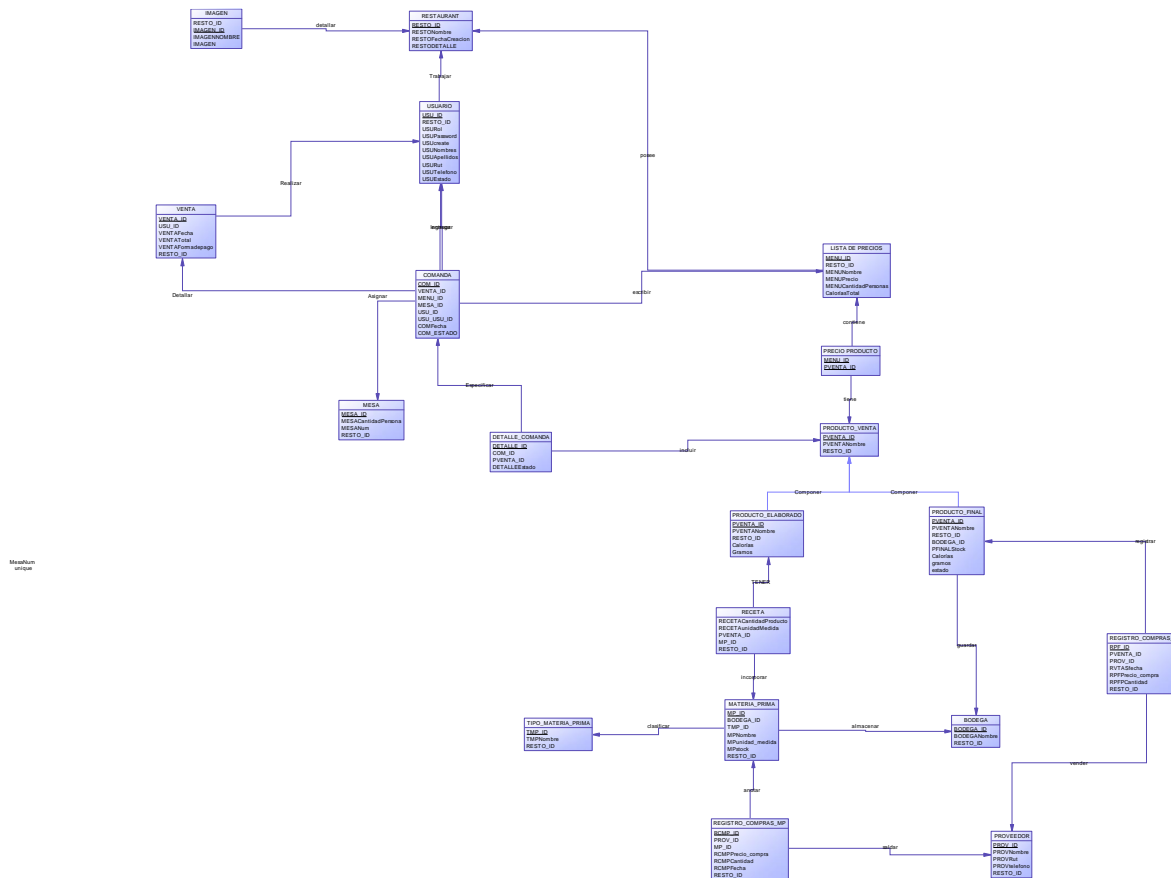 IMAGEN
RESTO_ID
IMAGEN_ID
IMAGENNOMBRE
IMAGEN
detallar
RESTAURANT
RESTO_ID
RESTONombre
RESTOFechaCreacion
RESTODETALLE
Trabajar
USUARIO
USU_ID
RESTO_ID
USURol
USUPassword
USUcreate
USUNombres
USUApellidos
USURut
USUTelefono
USUEstado
posee
Realizar
VENTA
VENTA_ID
USU_ID
VENTAFecha
VENTATotal
VENTAFormadepago
RESTO_ID
Detallar
COMANDA
COM_ID
VENTA_ID
MENU_ID
MESA_ID
USU_ID
USU_USU_ID
COMFecha
COM_ESTADO
Asignar
escribir
LISTA DE PRECIOS
MENU_ID
RESTO_ID
MENUNombre
MENUPrecio
MENUCantidadPersonas
CaloriasTotal
contiene
PRECIO PRODUCTO
MENU_ID
PVENTA_ID
tiene
Especificar
MESA
MESA_ID
MESACantidadPersona
MESANum
RESTO_ID
DETALLE_COMANDA
DETALLE_ID
COM_ID
PVENTA_ID
DETALLEEstado
incluir
PRODUCTO_VENTA
PVENTA_ID
PVENTANombre
RESTO_ID
Componer
Componer
PRODUCTO_ELABORADO
PVENTA_ID
PVENTANombre
RESTO_ID
Calorias
Gramos
PRODUCTO_FINAL
PVENTA_ID
PVENTANombre
RESTO_ID
BODEGA_ID
PFINALStock
Calorias
gramos
estado
registrar
MesaNum
unique
TENER
RECETA
RECETACantidadProducto
RECETAunidadMedida
PVENTA_ID
MP_ID
RESTO_ID
guardar
REGISTRO_COMPRAS
RPF_ID
PVENTA_ID
PROV_ID
RVTASfecha
RPFPrecio_compra
RPFPCantidad
RESTO_ID
incorporar
MATERIA_PRIMA
MP_ID
BODEGA_ID
TMP_ID
MPNombre
MPunidad_medida
MPstock
RESTO_ID
clasificar
almacenar
TIPO_MATERIA_PRIMA
TMP_ID
TMPNombre
RESTO_ID
BODEGA
BODEGA_ID
BODEGANombre
RESTO_ID
vender
anotar
REGISTRO_COMPRAS_MP
RCMP_ID
PROV_ID
MP_ID
RCMPPrecio_compra
RCMPCantidad
RCMPFecha
RESTO_ID
PROVEEDOR
PROV_ID
PROVNombre
PROVRut
PROVtelefono
RESTO_ID